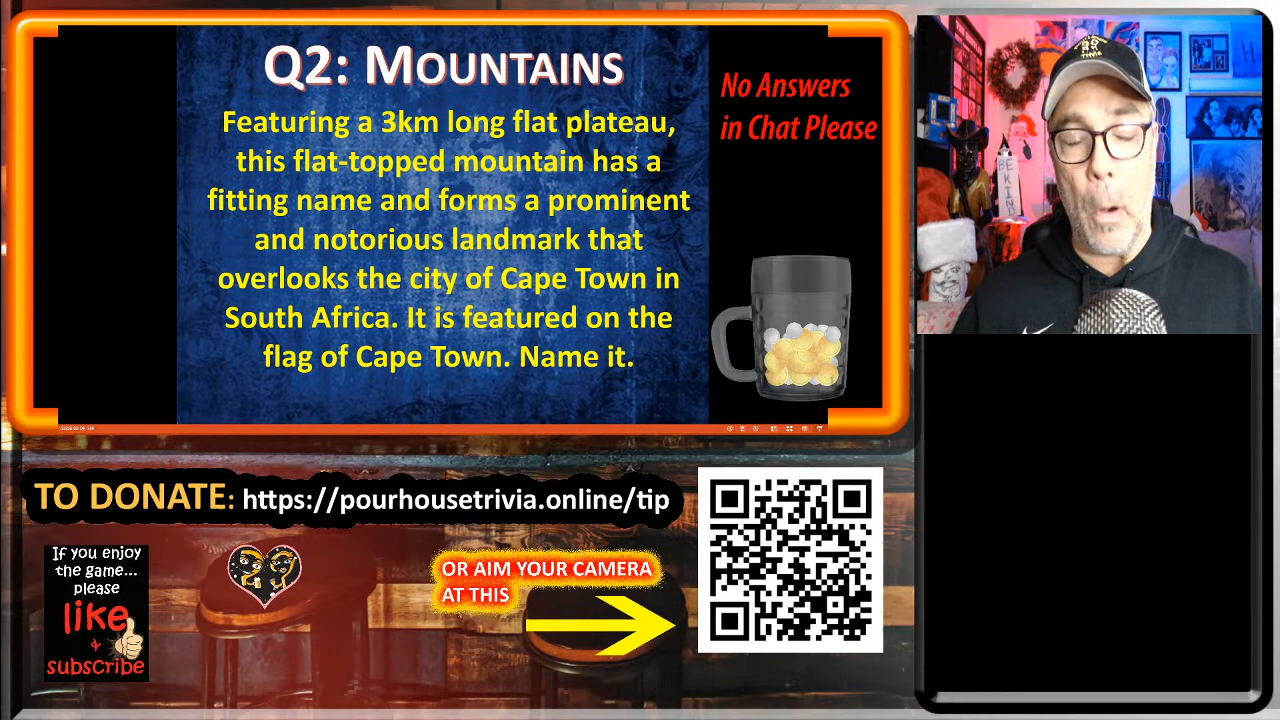 Q2: MOUNTAINS
Featuring a 3km long flat plateau,
this flat-topped mountain has a
fitting name and forms a prominent
and notorious landmark that
overlooks the city of Cape Town in
South Africa. It is featured on the
flag of Cape Town. Name it.
No Answers
in Chat Please
BE
KIND
TO DONATE: https://pourhousetrivia.online/tip
If you enjoy
the game...
please
like
&
subscribe
OR AIM YOUR CAMERA
AT THIS